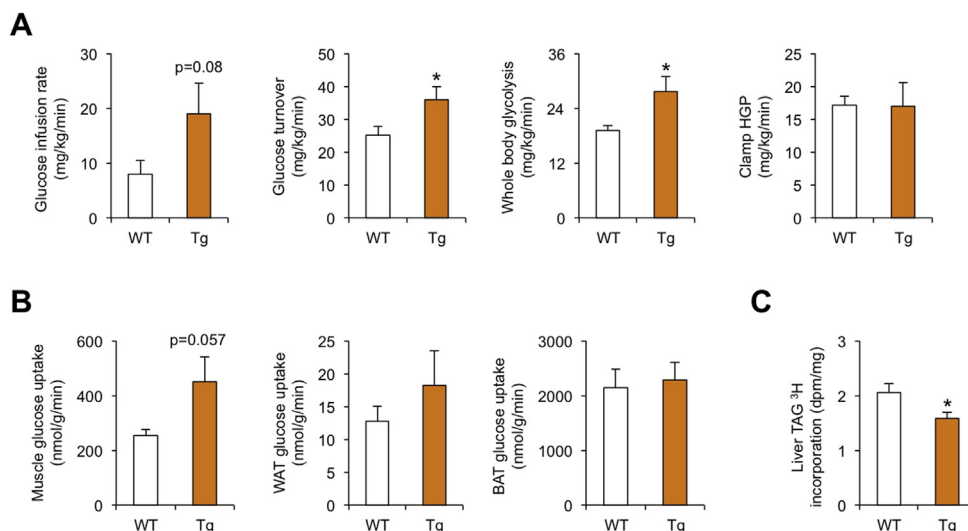 A
Glucose infusion rate
(mg/kg/min)
30
20
10
0
p=0.08
WT
Tg
Glucose turnover
(mg/kg/min)
50
40
30
20
10
0
*
WT
Tg
Whole body glycolysis
(mg/kg/min)
36
24
12
0
*
WT
Tg
Clamp HGP
(mg/kg/min)
25
20
15
10
5
0
WT
Tg
B
Muscle glucose uptake
(nmol/g/min)
600
400
200
0
p=0.057
WT
Tg
WAT glucose uptake
(nmol/g/min)
25
20
15
10
5
0
WT
Tg
BAT glucose uptake
(nmol/g/min)
3000
2000
1000
0
WT
Tg
C
Liver TAG ³H
incorporation (dpm/mg)
3
2
1
0
*
WT
Tg